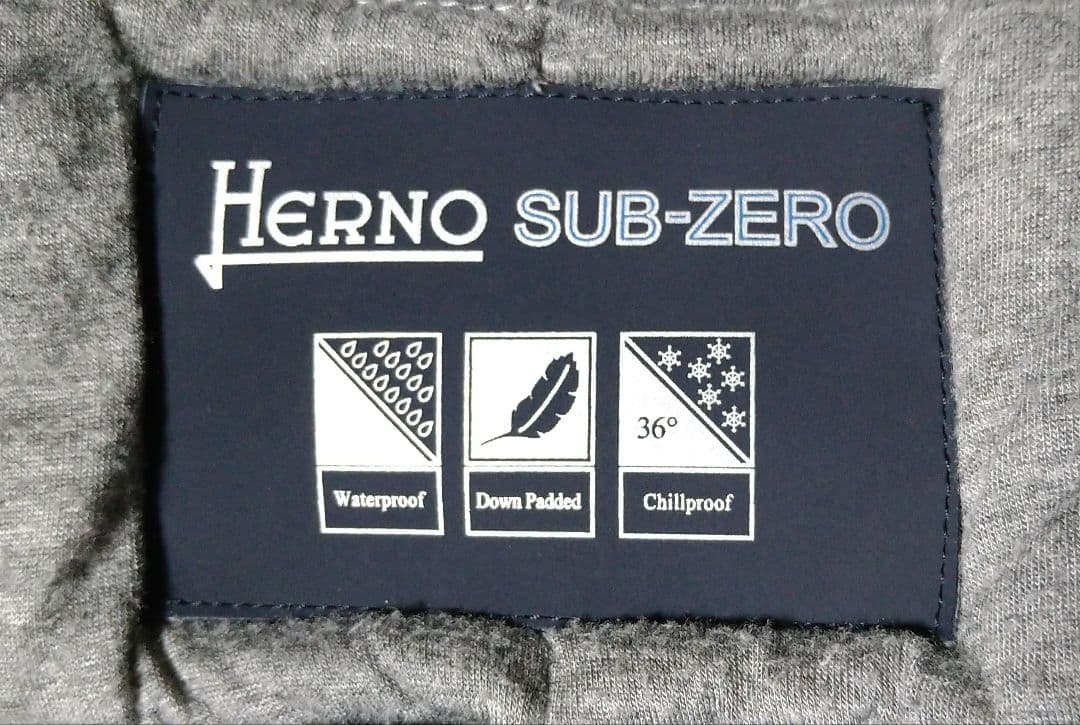 HERNO SUB-ZERO
36°
Waterproof
Down Padded
Chillproof